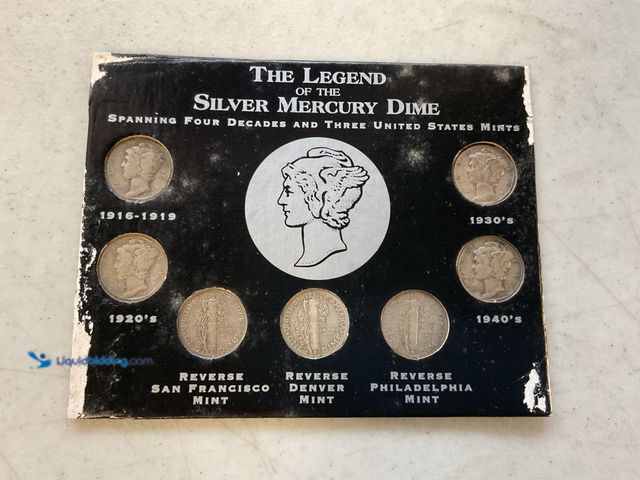 THE LEGEND
OF THE
SILVER MERCURY DIME
SPANNING FOUR DECADES AND THREE UNITED STATES MINTS
1916-1919
1930's
1920's
1940's
REVERSE
SAN FRANCISCO
MINT
REVERSE
DENVER
MINT
REVERSE
PHILADELPHIA
MINT
Liquidbidding.com